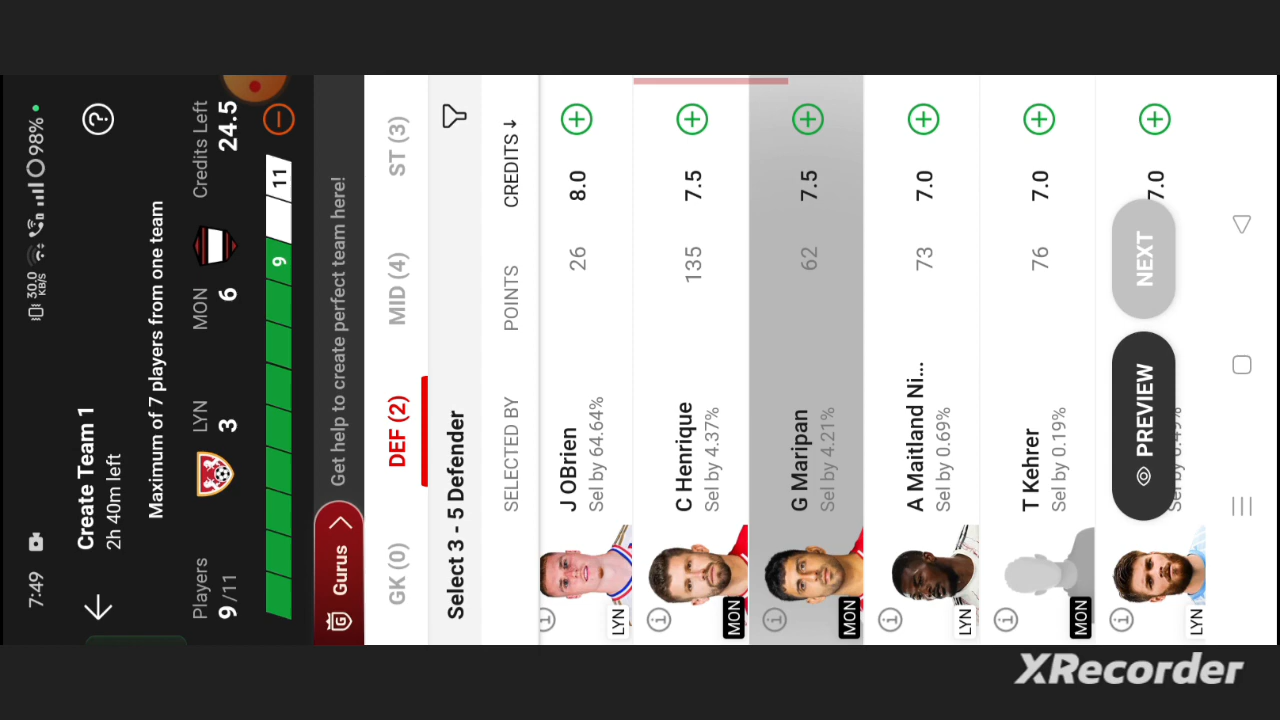 7:49
30.0 KB/S
98%
Create Team 1
2h 40m left
Maximum of 7 players from one team
Players
LYN
MON
Credits Left
9 /11
3
6
24.5
9
11
Gurus
Get help to create perfect team here!
GK (0)
DEF (2)
MID (4)
ST (3)
Select 3 - 5 Defender
SELECTED BY
POINTS
CREDITS
LYN
J OBrien
Sel by 64.64%
26
8.0
MON
C Henrique
Sel by 4.37%
135
7.5
MON
G Maripan
Sel by 4.21%
62
7.5
LYN
A Maitland Ni...
Sel by 0.69%
73
7.0
MON
T Kehrer
Sel by 0.19%
76
7.0
LYN
7.0
PREVIEW
NEXT
XRecorder